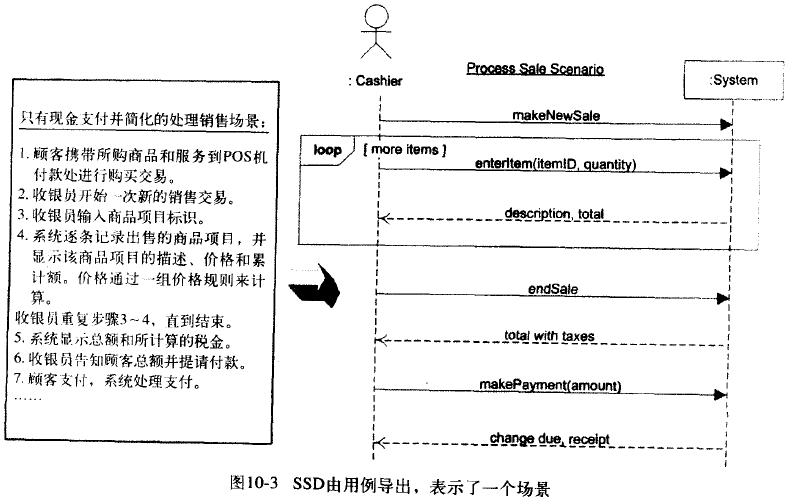 Process Sale Scenario
: Cashier
:System
只有现金支付并简化的处理销售场景：
1. 顾客携带所购商品和服务到POS机
付款处进行购买交易。
2. 收银员开始一次新的销售交易。
3. 收银员输入商品项目标识。
4. 系统逐条记录出售的商品项目，并
显示该商品项目的描述、价格和累
计额。价格通过一组价格规则来计
算。
收银员重复步骤3～4，直到结束。
5. 系统显示总额和所计算的税金。
6. 收银员告知顾客总额并提请付款。
7. 顾客支付，系统处理支付。
……
makeNewSale
loop
[ more items ]
enterItem(itemID, quantity)
description, total
endSale
total with taxes
makePayment(amount)
change due, receipt
图10-3 SSD由用例导出，表示了一个场景